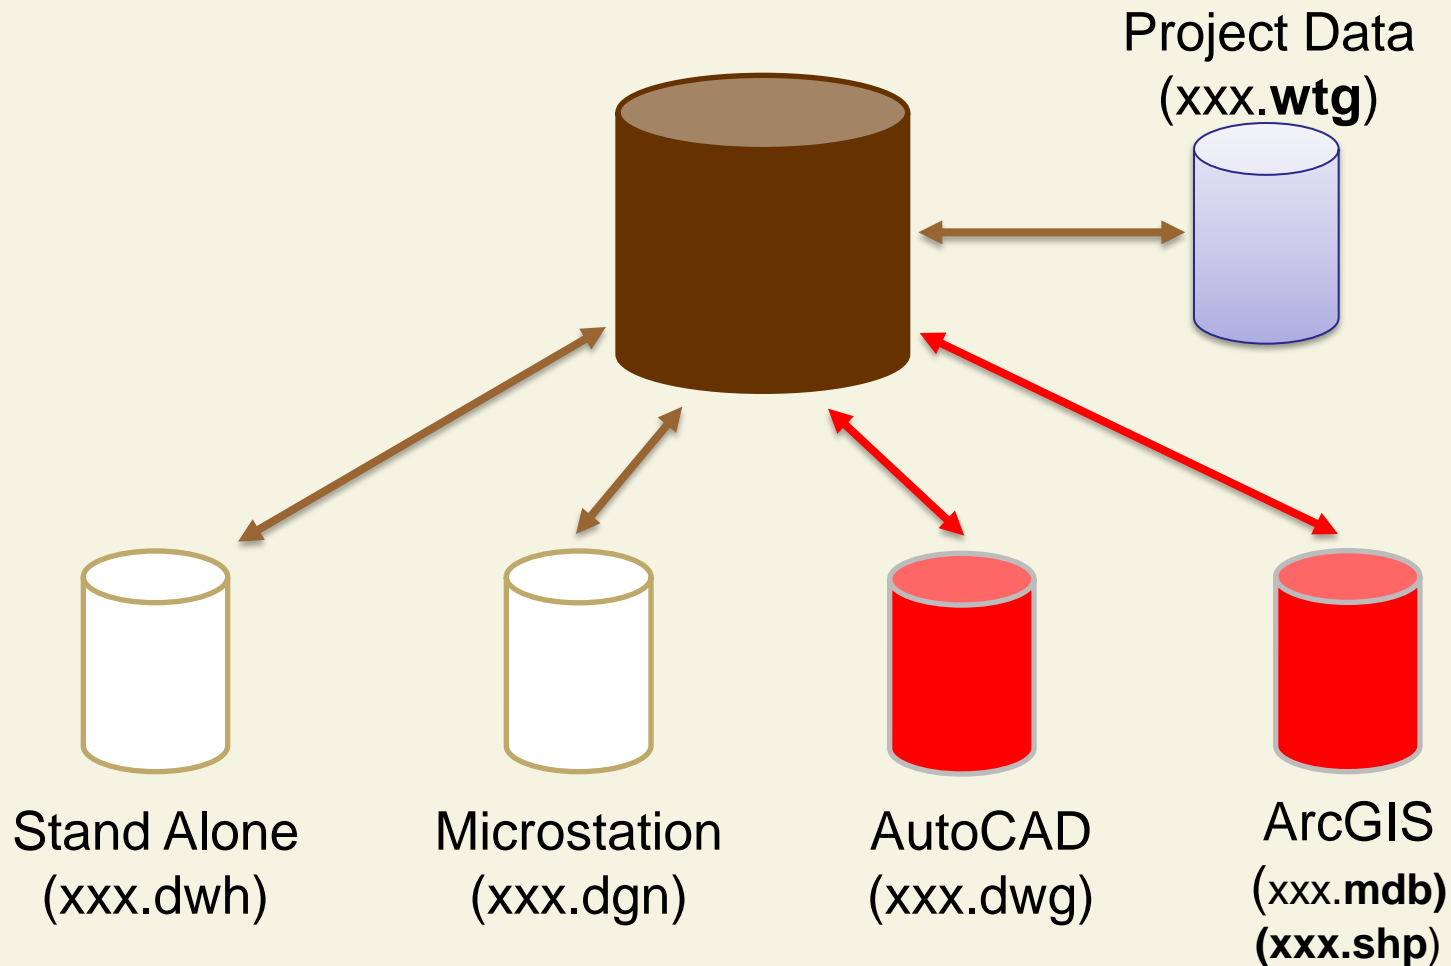 Project Data
(xxx.wtg)
Stand Alone
(xxx.dwh)
Microstation
(xxx.dgn)
AutoCAD
(xxx.dwg)
ArcGIS
(xxx.mdb)
(xxx.shp)